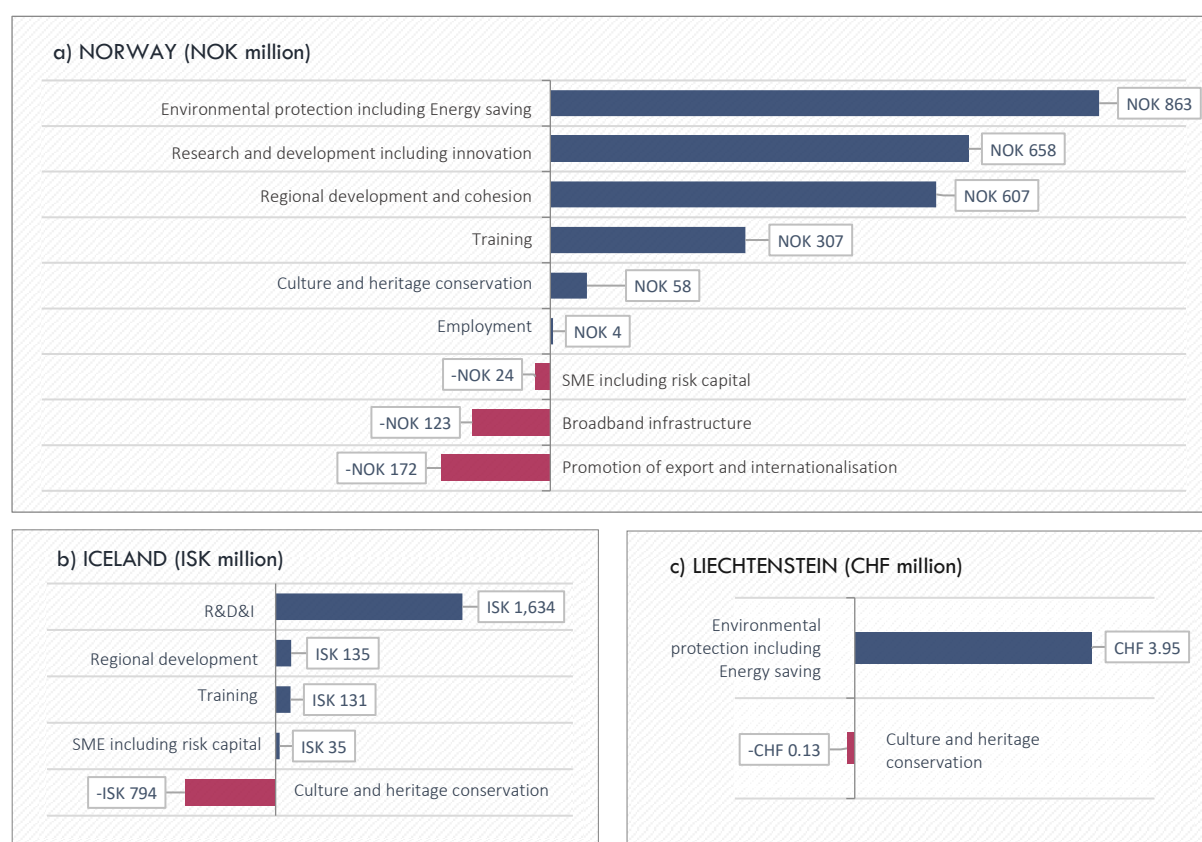 a) NORWAY (NOK million)
Environmental protection including Energy saving
NOK 863
Research and development including innovation
NOK 658
Regional development and cohesion
NOK 607
Training
NOK 307
Culture and heritage conservation
NOK 58
Employment
NOK 4
-NOK 24
SME including risk capital
-NOK 123
Broadband infrastructure
-NOK 172
Promotion of export and internationalisation
b) ICELAND (ISK million)
R&D&I
ISK 1,634
Regional development
ISK 135
Training
ISK 131
SME including risk capital
ISK 35
-ISK 794
Culture and heritage conservation
c) LIECHTENSTEIN (CHF million)
Environmental
protection including
Energy saving
CHF 3.95
-CHF 0.13
Culture and heritage
conservation